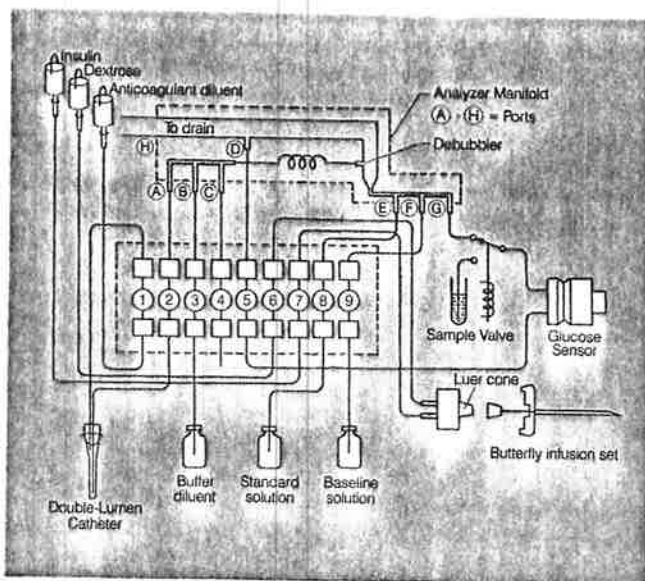 Insulin
Dextrose
Anticoagulant diluent
Analyzer Manifold
Ⓐ - Ⓗ = Ports
To drain
Debubbler
Ⓗ
Ⓓ
Ⓐ Ⓑ Ⓒ
Ⓔ Ⓕ Ⓖ
① ② ③ ④ ⑤ ⑥ ⑦ ⑧ ⑨
Sample Valve
Glucose
Sensor
Luer cone
Butterfly infusion set
Buffer
diluent
Standard
solution
Baseline
solution
Double-Lumen
Catheter